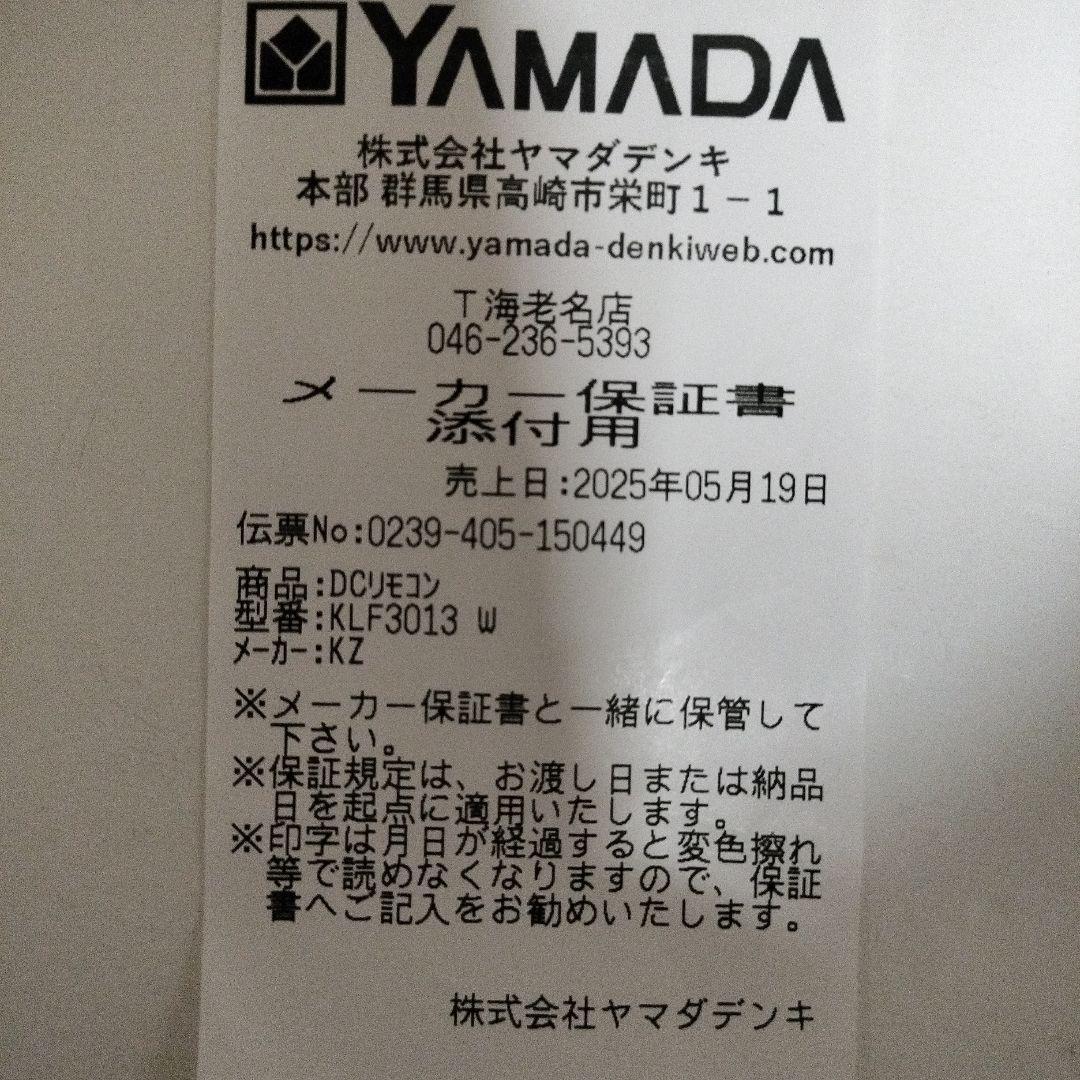 YAMADA
株式会社ヤマダデンキ
本部 群馬県高崎市栄町1－1
https://www.yamada-denkiweb.com
T海老名店
046-236-5393
メーカー保証書
添付用
売上日:2025年05月19日
伝票No:0239-405-150449
商品:DCﾘﾓｺﾝ
型番:KLF3013 W
ﾒｰｶｰ:KZ
※メーカー保証書と一緒に保管して
下さい。
※保証規定は、お渡し日または納品
日を起点に適用いたします。
※印字は月日が経過すると変色擦れ
等で読めなくなりますので、保証
書へご記入をお勧めいたします。
株式会社ヤマダデンキ